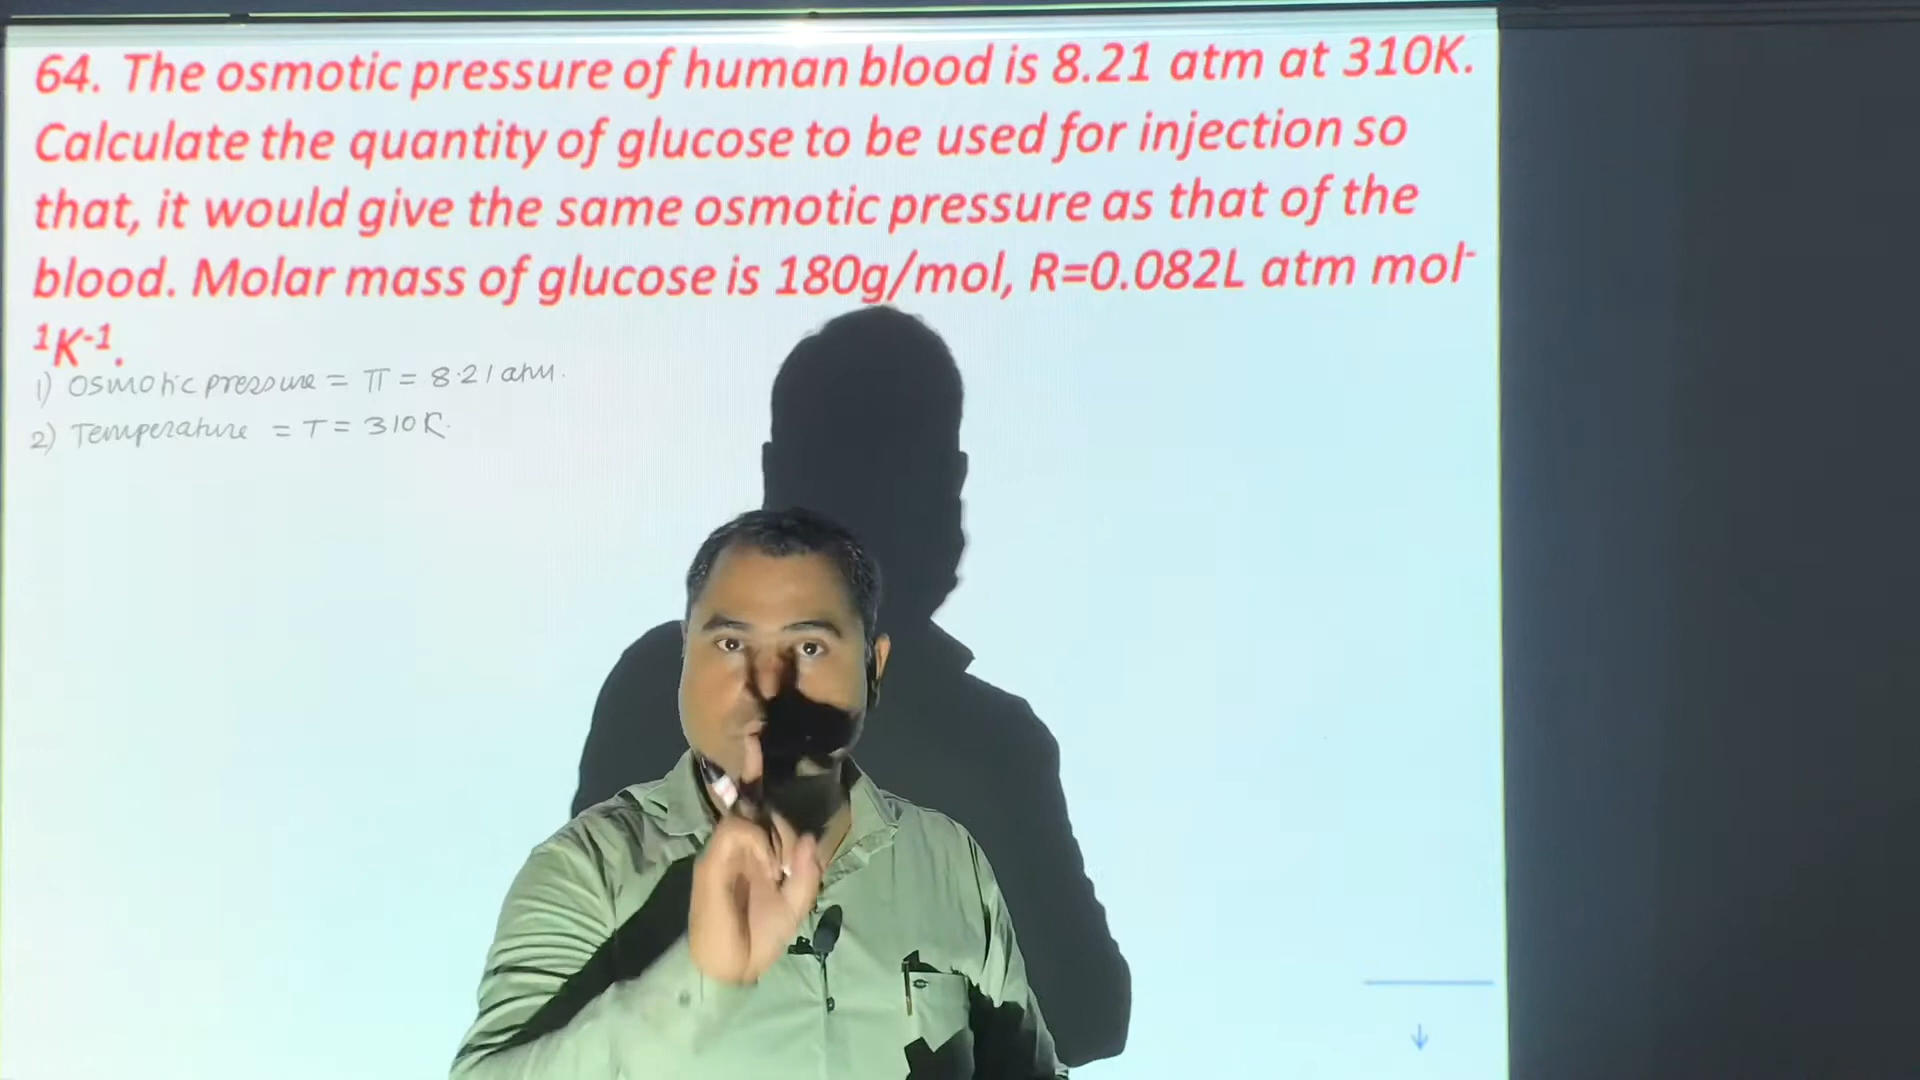 64. The osmotic pressure of human blood is 8.21 atm at 310K.
Calculate the quantity of glucose to be used for injection so
that, it would give the same osmotic pressure as that of the
blood. Molar mass of glucose is 180g/mol, R=0.082L atm mol⁻
¹K⁻¹.
1) Osmotic pressure = π = 8.21 atm.
2) Temperature = T = 310K.